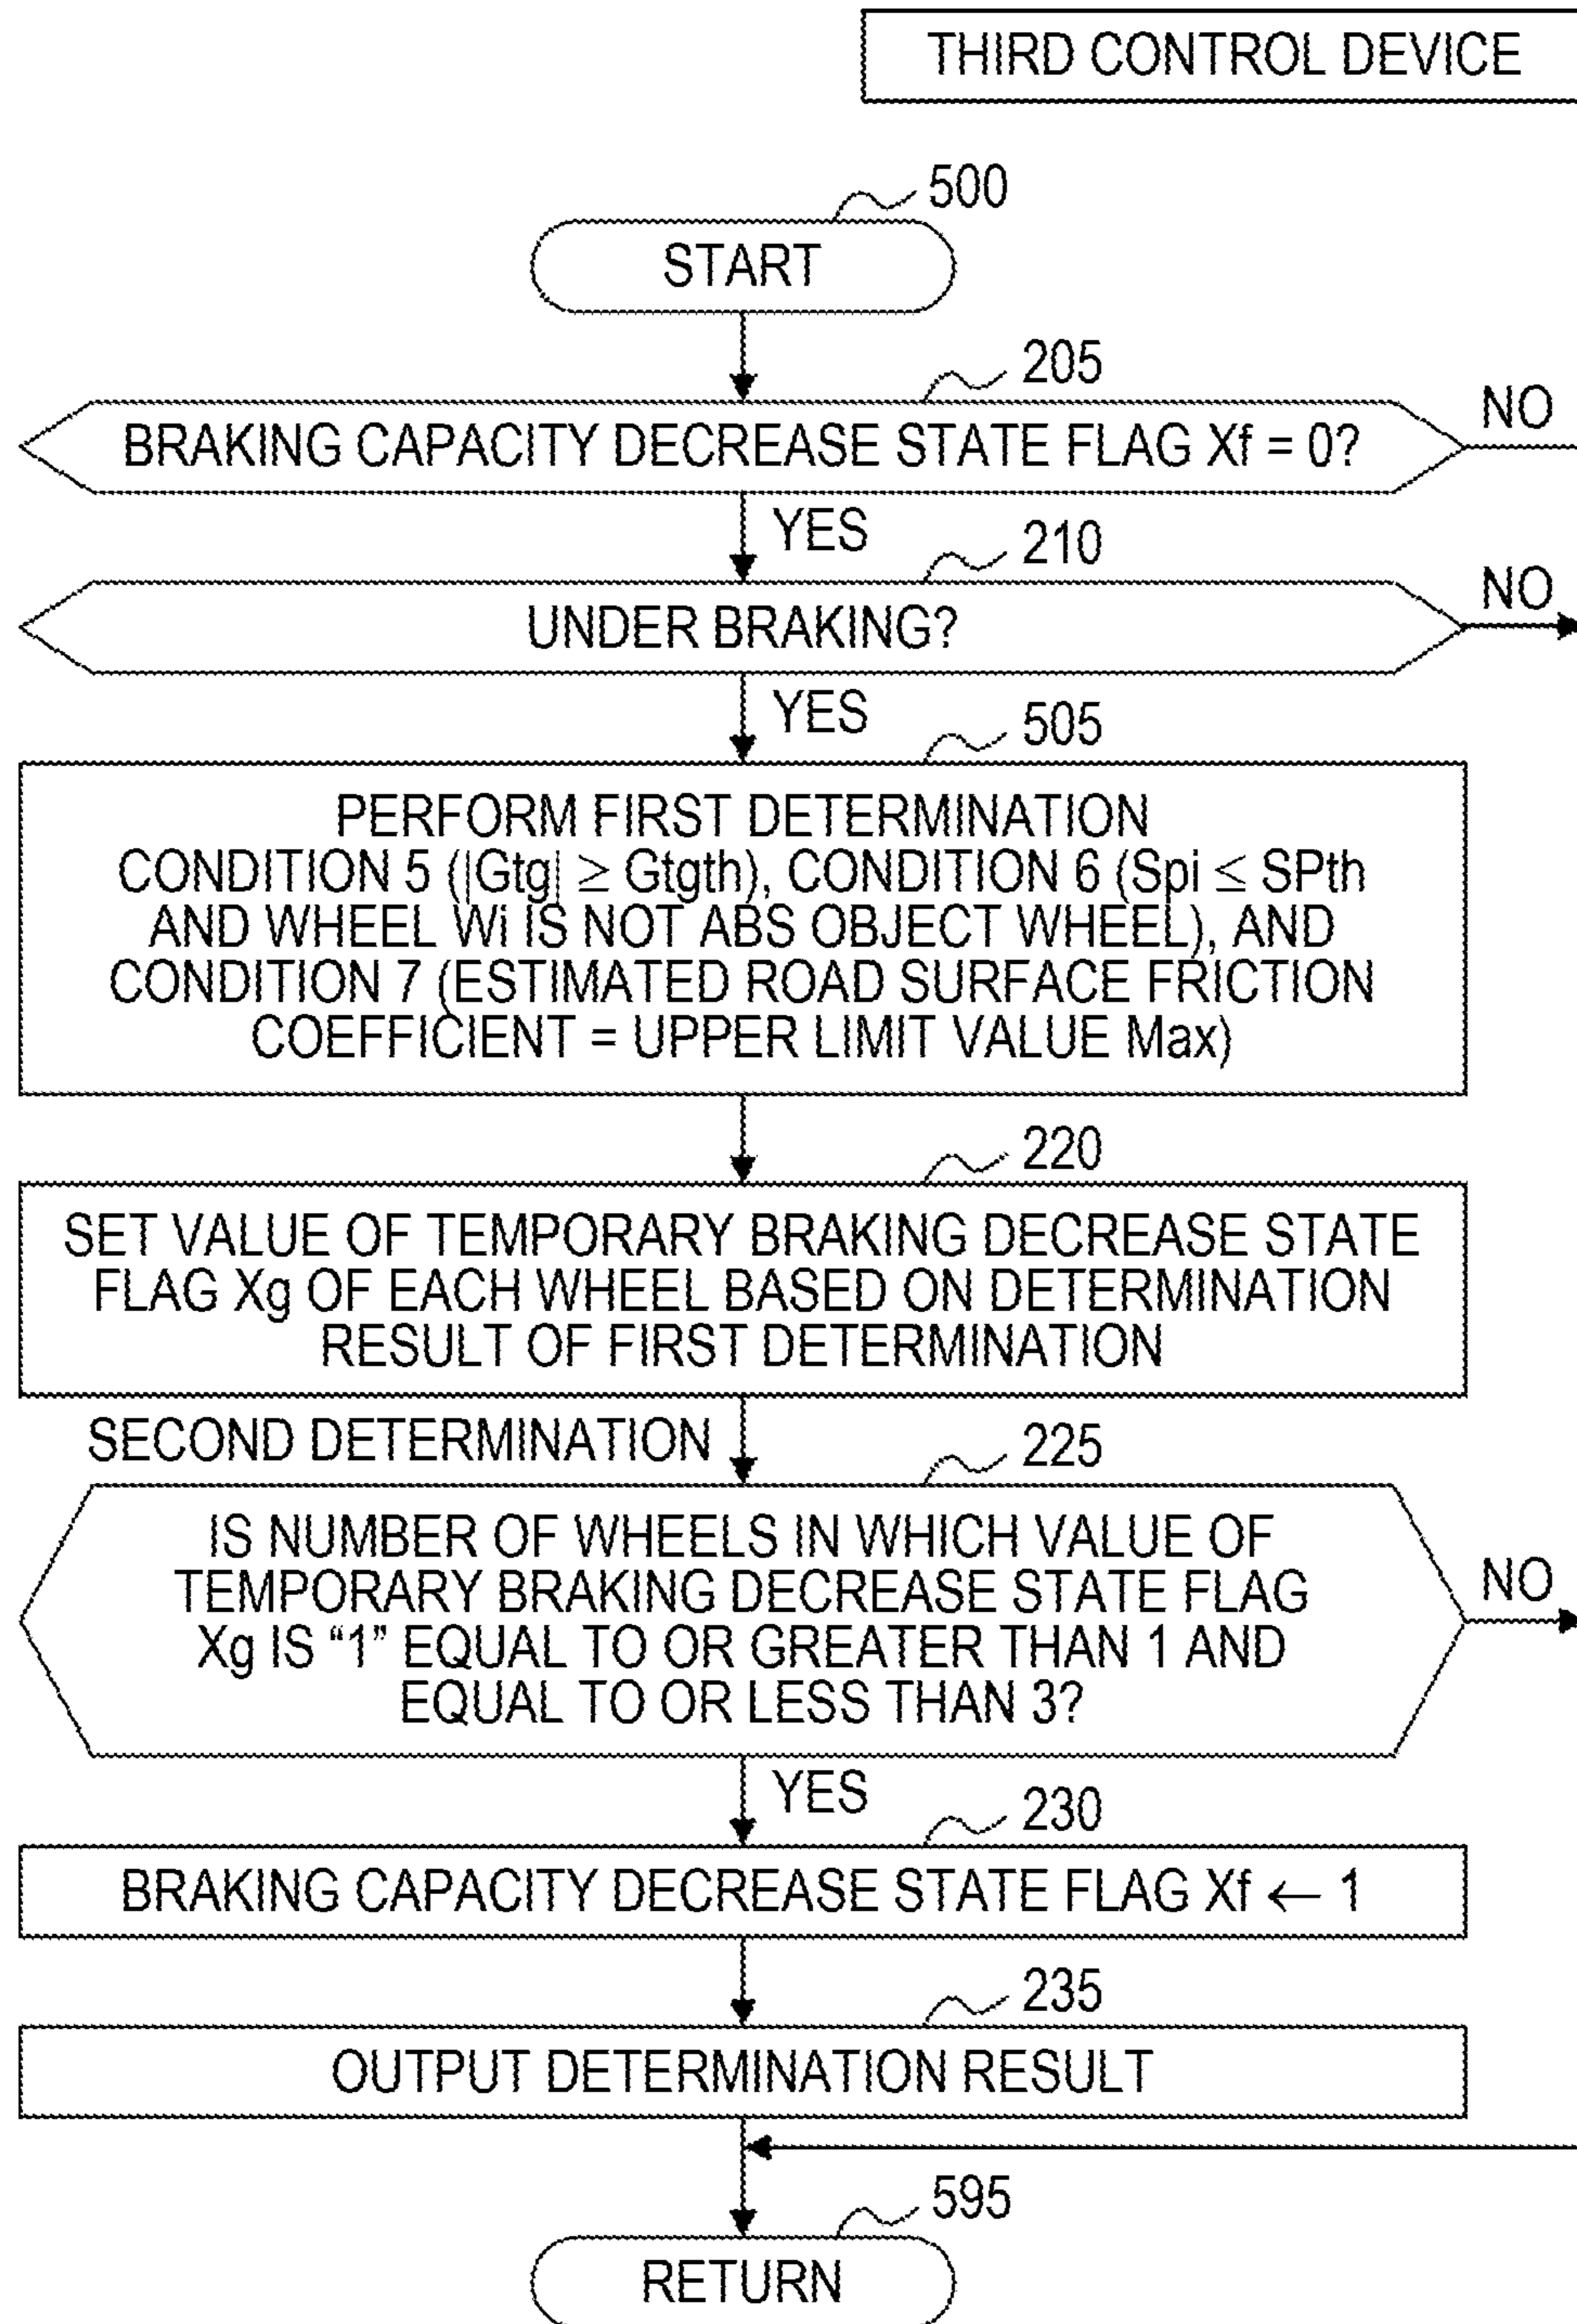 THIRD CONTROL DEVICE
500
START
205
BRAKING CAPACITY DECREASE STATE FLAG Xf = 0?
NO
YES
210
UNDER BRAKING?
NO
YES
505
PERFORM FIRST DETERMINATION
CONDITION 5 (|Gtg| ≥ Gtgth), CONDITION 6 (Spi ≤ SPth
AND WHEEL Wi IS NOT ABS OBJECT WHEEL), AND
CONDITION 7 (ESTIMATED ROAD SURFACE FRICTION
COEFFICIENT = UPPER LIMIT VALUE Max)
220
SET VALUE OF TEMPORARY BRAKING DECREASE STATE
FLAG Xg OF EACH WHEEL BASED ON DETERMINATION
RESULT OF FIRST DETERMINATION
SECOND DETERMINATION
225
IS NUMBER OF WHEELS IN WHICH VALUE OF
TEMPORARY BRAKING DECREASE STATE FLAG
Xg IS “1” EQUAL TO OR GREATER THAN 1 AND
EQUAL TO OR LESS THAN 3?
NO
YES
230
BRAKING CAPACITY DECREASE STATE FLAG Xf ← 1
235
OUTPUT DETERMINATION RESULT
595
RETURN